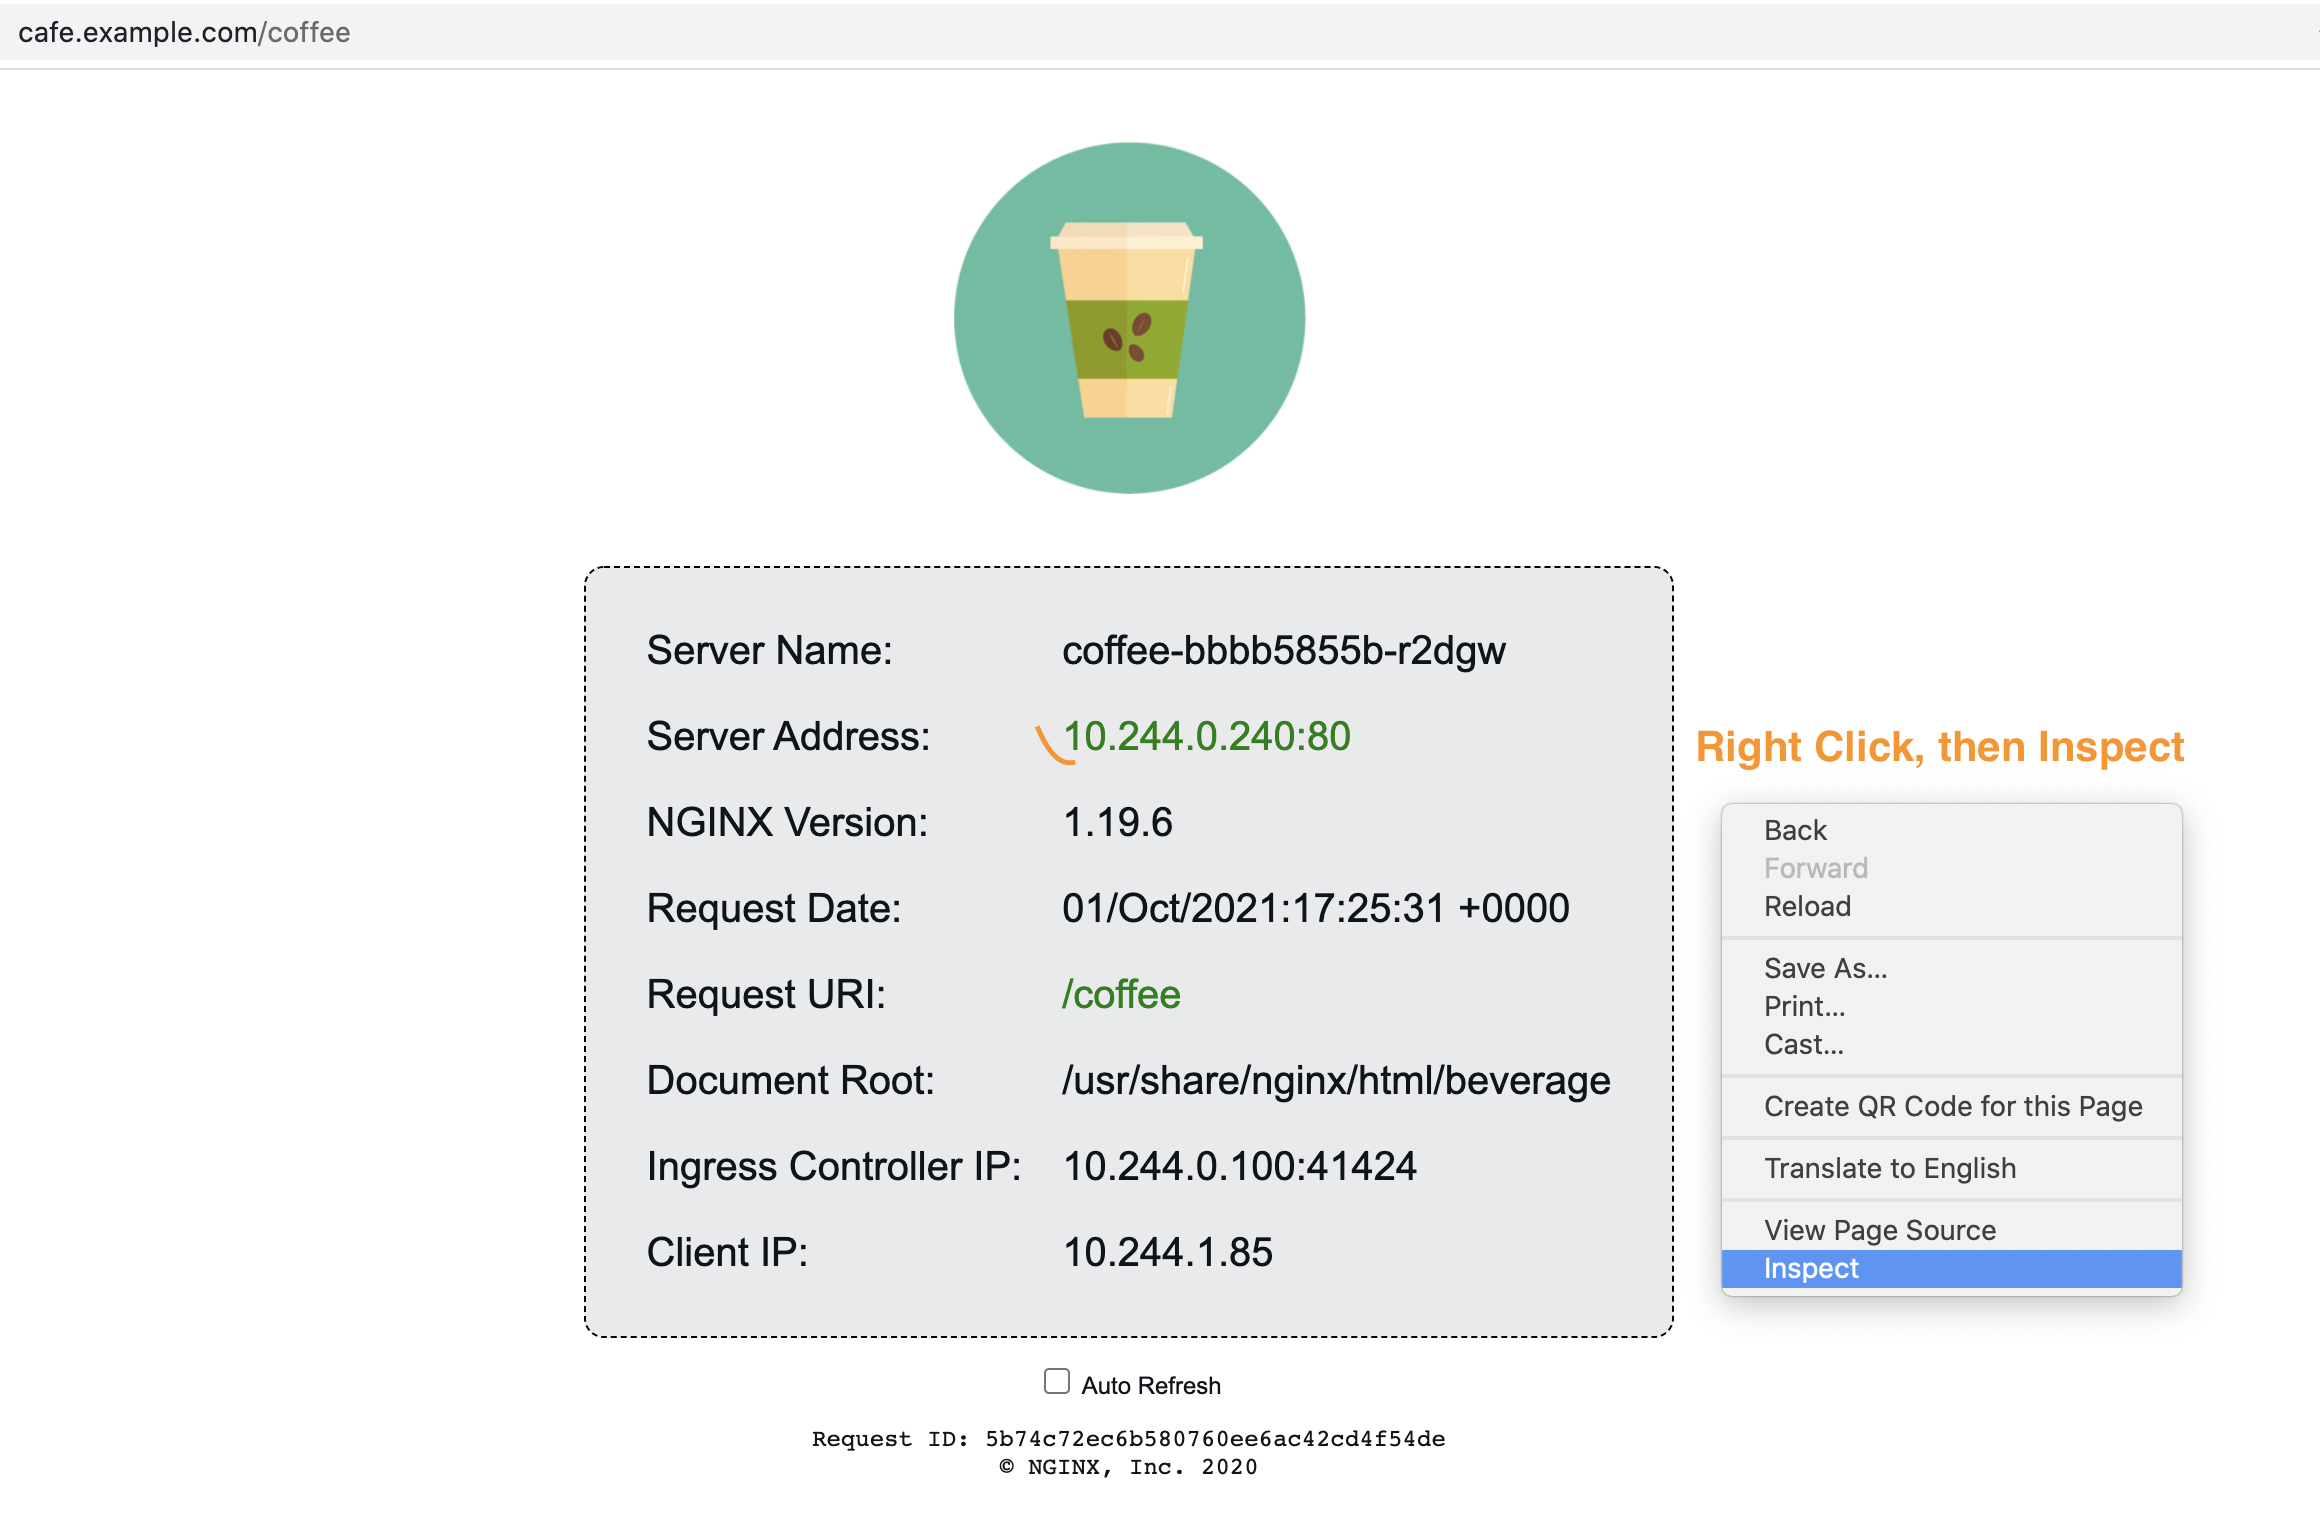 cafe.example.com/coffee
Server Name: coffee-bbbb5855b-r2dgw
Server Address: 10.244.0.240:80
NGINX Version: 1.19.6
Request Date: 01/Oct/2021:17:25:31 +0000
Request URI: /coffee
Document Root: /usr/share/nginx/html/beverage
Ingress Controller IP: 10.244.0.100:41424
Client IP: 10.244.1.85
Auto Refresh
Request ID: 5b74c72ec6b580760ee6ac42cd4f54de
© NGINX, Inc. 2020
Right Click, then Inspect
Back
Forward
Reload
Save As...
Print...
Cast...
Create QR Code for this Page
Translate to English
View Page Source
Inspect